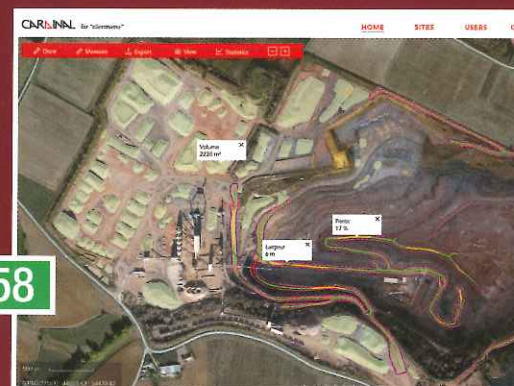 CARDINAL
HOME SITES USERS
Draw Measure Export View Statistics
Volume
2220 m³
Pente
17 %
Largeur
6 m
58